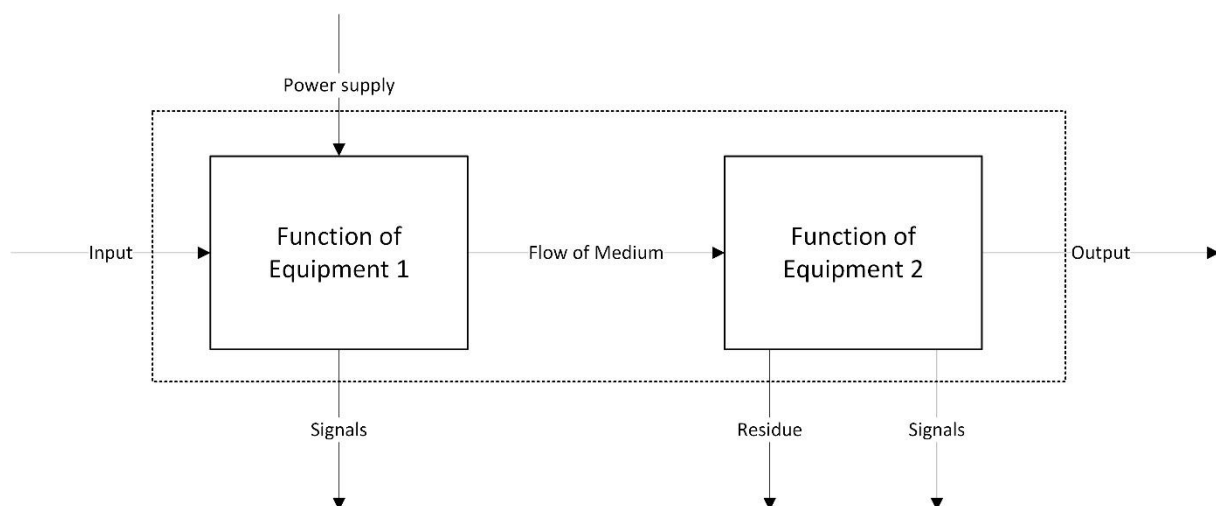 Power supply
Input
Function of
Equipment 1
Flow of Medium
Function of
Equipment 2
Output
Signals
Residue
Signals